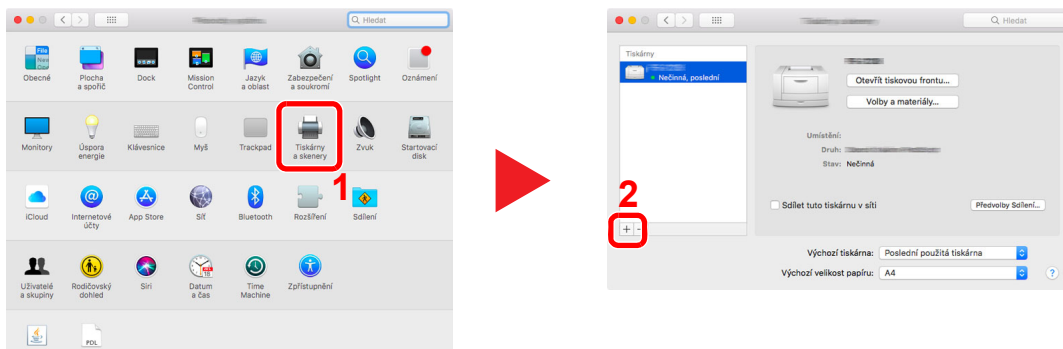 Hledat
Obecné
Plocha
a spořič
Dock
Mission
Control
Jazyk
a oblast
Zabezpečení
a soukromí
Spotlight
Oznámení
Monitory
Úspora
energie
Klávesnice
Myš
Trackpad
Tiskárny
a skenery
Zvuk
Startovací
disk
1
iCloud
Internetové
účty
App Store
Síť
Bluetooth
Rozšíření
Sdílení
Uživatelé
a skupiny
Rodičovský
dohled
Siri
Datum
a čas
Time
Machine
Zpřístupnění
PDL
Hledat
Tiskárny
Nečinná, poslední
Otevřít tiskovou frontu...
Volby a materiály...
Umístění:
Druh:
Stav: Nečinná
2
Sdílet tuto tiskárnu v síti
Předvolby Sdílení...
+ -
Výchozí tiskárna: Poslední použitá tiskárna
Výchozí velikost papíru: A4
?